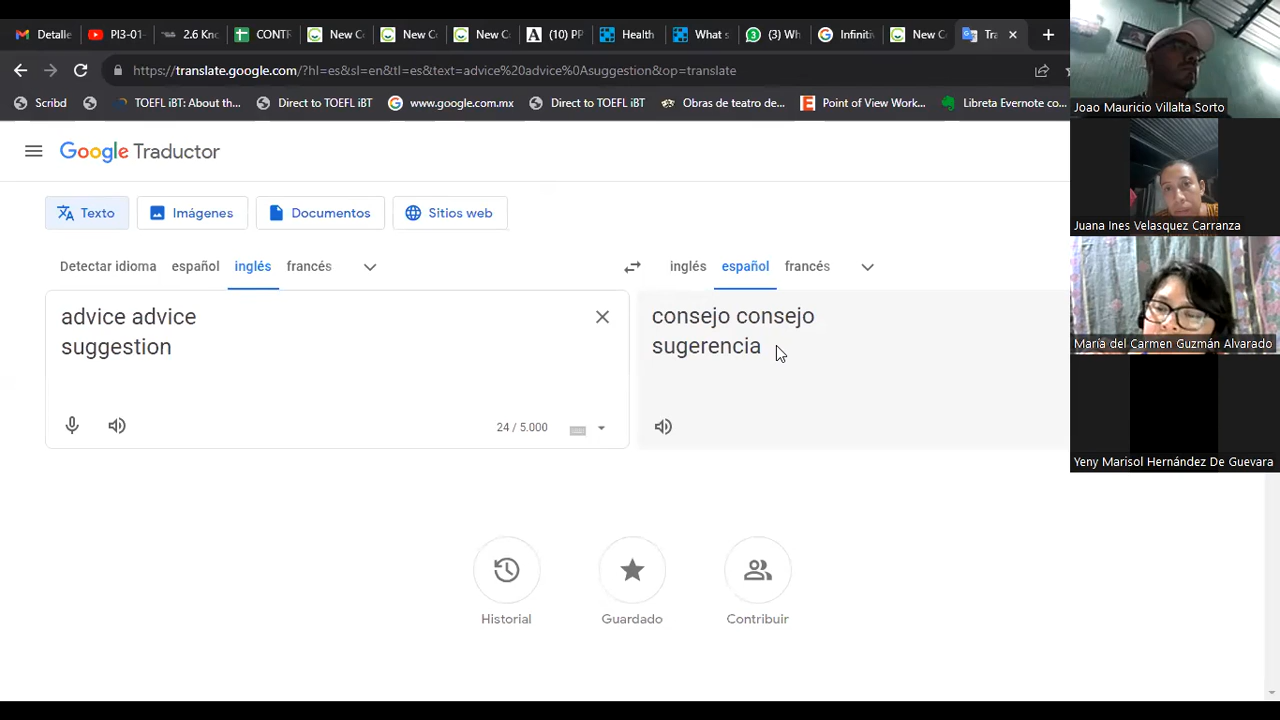 Detalle
PI3-01-
2.6 Kno
CONTR
New C
New Co
New Co
(10) PP
Health
What s
(3) Wh
Infiniti
New C
Tra
https://translate.google.com/?hl=es&sl=en&tl=es&text=advice%20advice%0Asuggestion&op=translate
Scribd
TOEFL iBT: About th...
Direct to TOEFL iBT
www.google.com.mx
Direct to TOEFL iBT
Obras de teatro de...
Point of View Work...
Libreta Evernote co...
Google Traductor
Texto
Imágenes
Documentos
Sitios web
Detectar idioma español inglés francés
inglés español francés
advice advice
suggestion
consejo consejo
sugerencia
24 / 5.000
Historial
Guardado
Contribuir
Joao Mauricio Villalta Sorto
Juana Ines Velasquez Carranza
María del Carmen Guzmán Alvarado
Yeny Marisol Hernández De Guevara